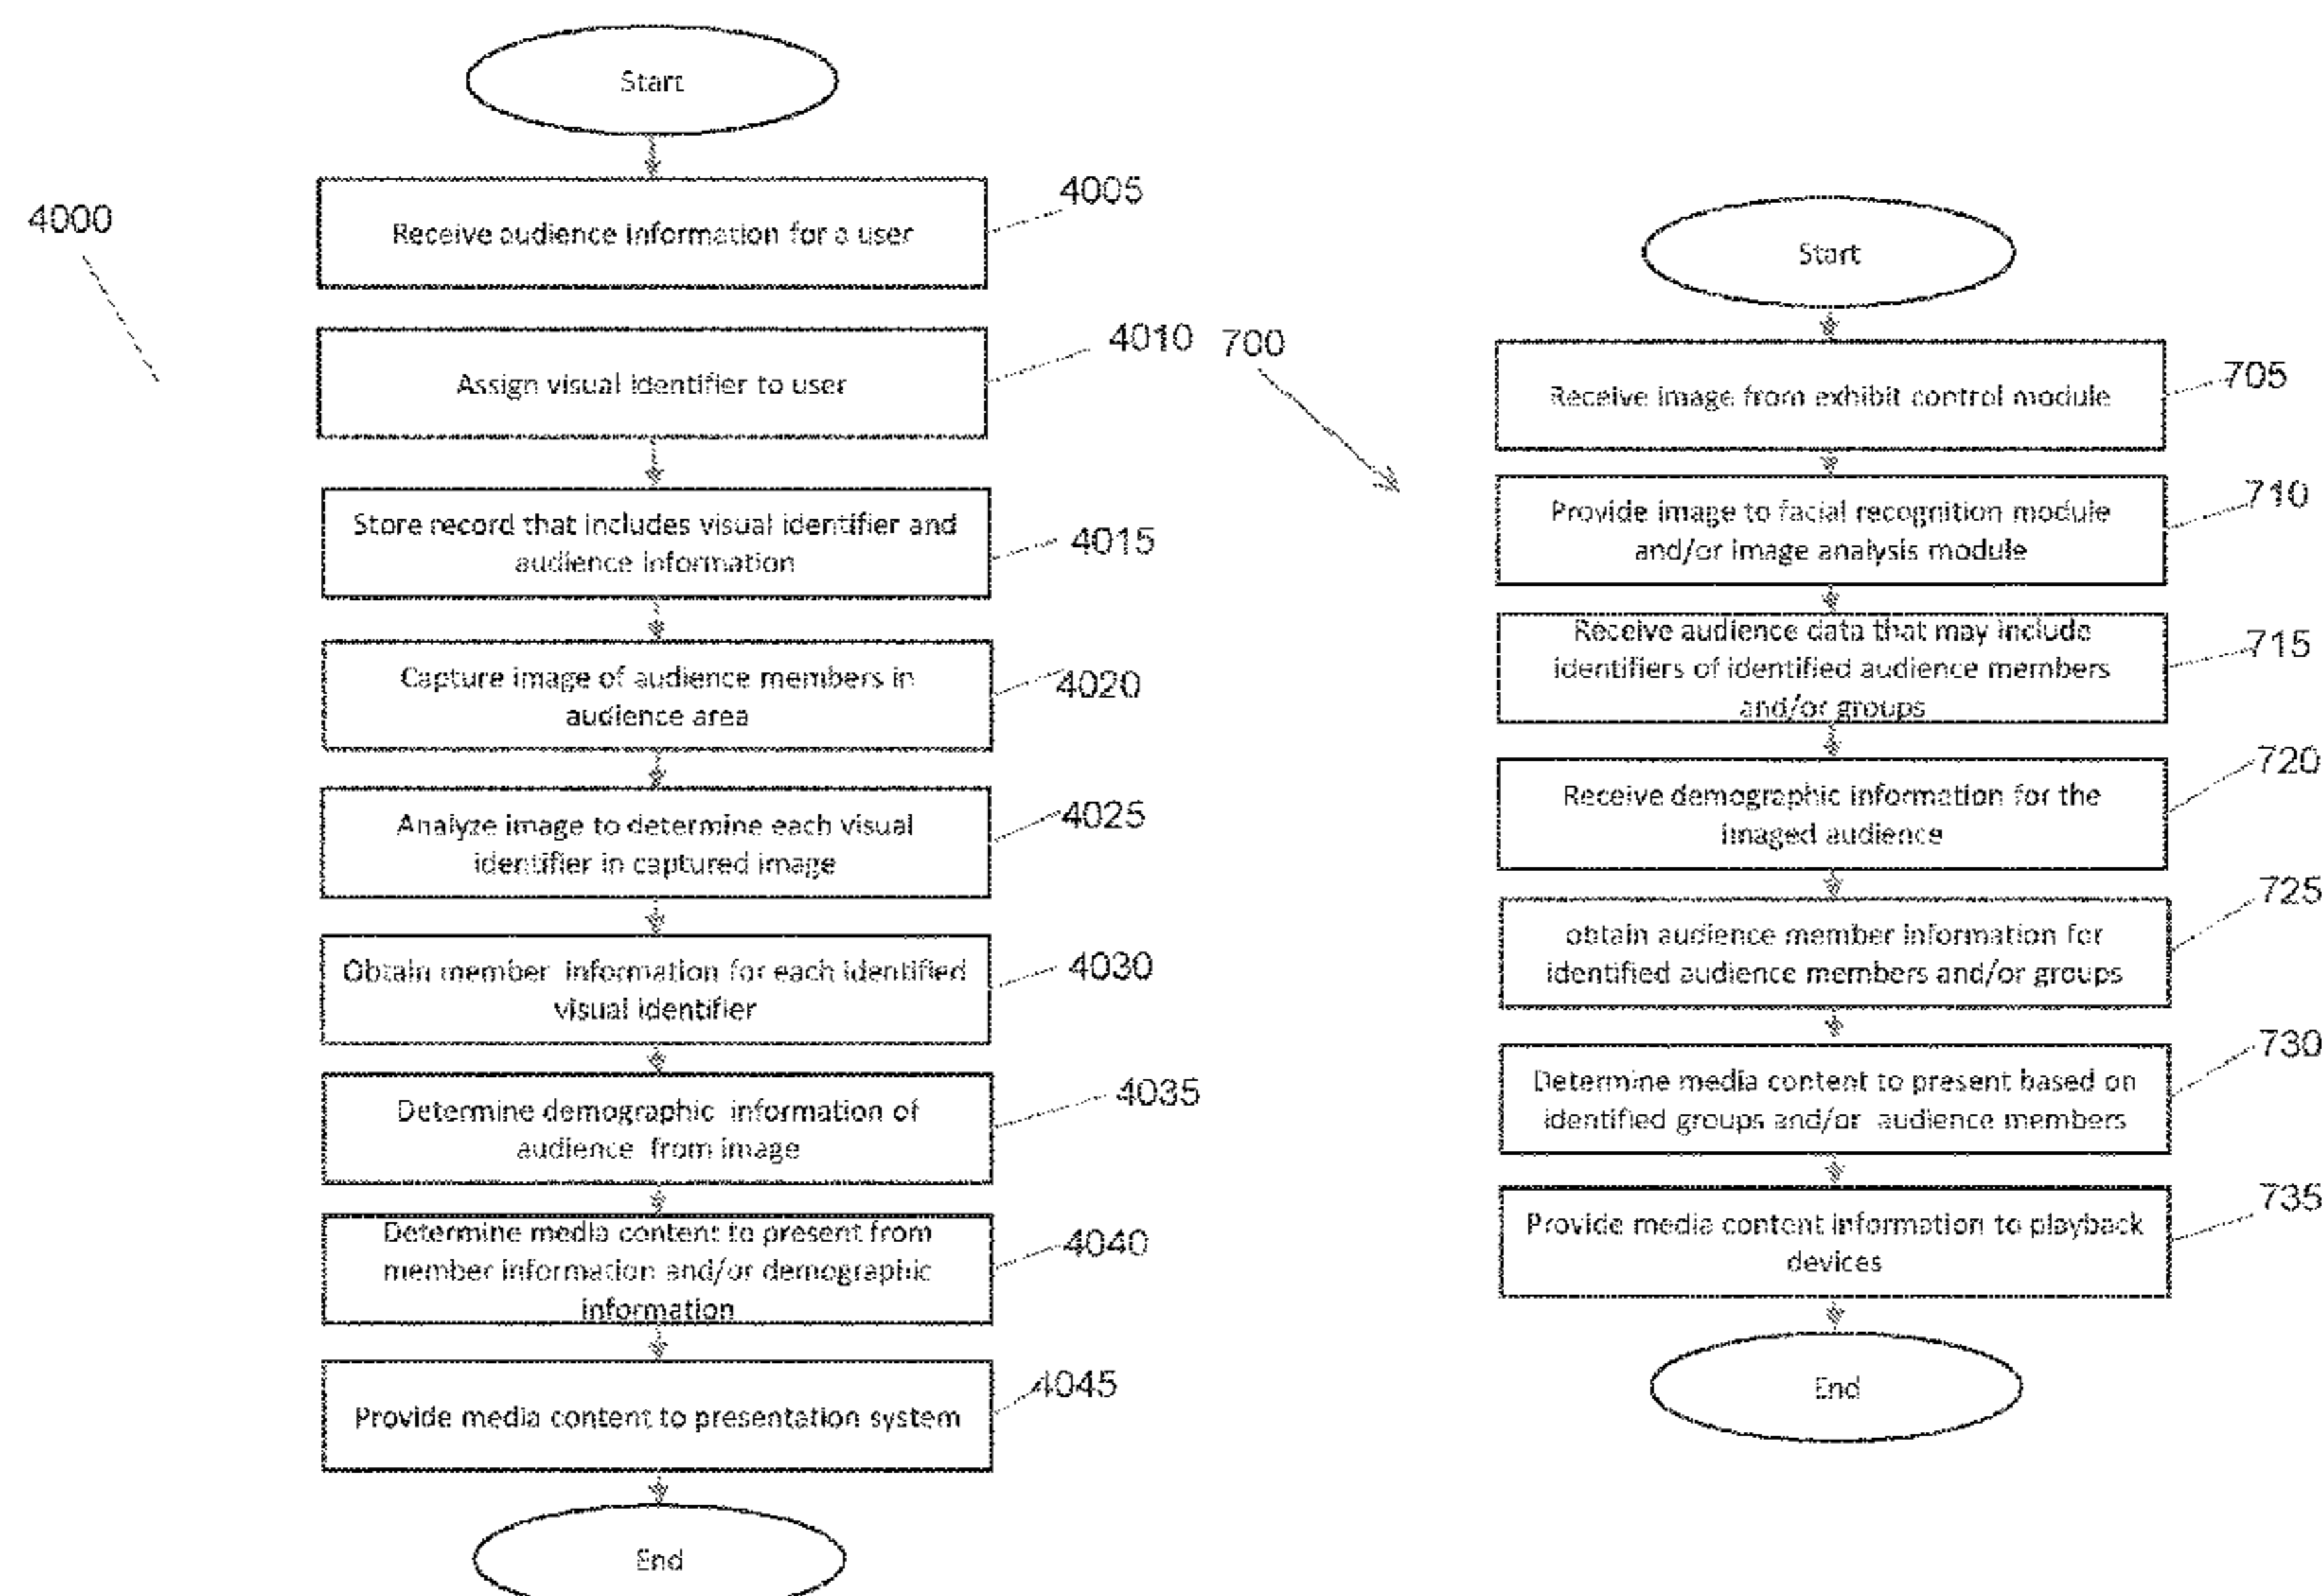 4000
Start
Receive audience information for a user
4005
Assign visual identifier to user
4010
Store record that includes visual identifier and
audience information
4015
Capture image of audience members in
audience area
4020
Analyze image to determine each visual
identifier in captured image
4025
Obtain member information for each identified
visual identifier
4030
Determine demographic information of
audience from image
4035
Determine media content to present from
member information and/or demographic
information
4040
Provide media content to presentation system
4045
End
700
Start
Receive image from exhibit control module
705
Provide image to facial recognition module
and/or image analysis module
710
Receive audience data that may include
identifiers of identified audience members
and/or groups
715
Receive demographic information for the
imaged audience
720
obtain audience member information for
identified audience members and/or groups
725
Determine media content to present based on
identified groups and/or audience members
730
Provide media content information to playback
devices
735
End